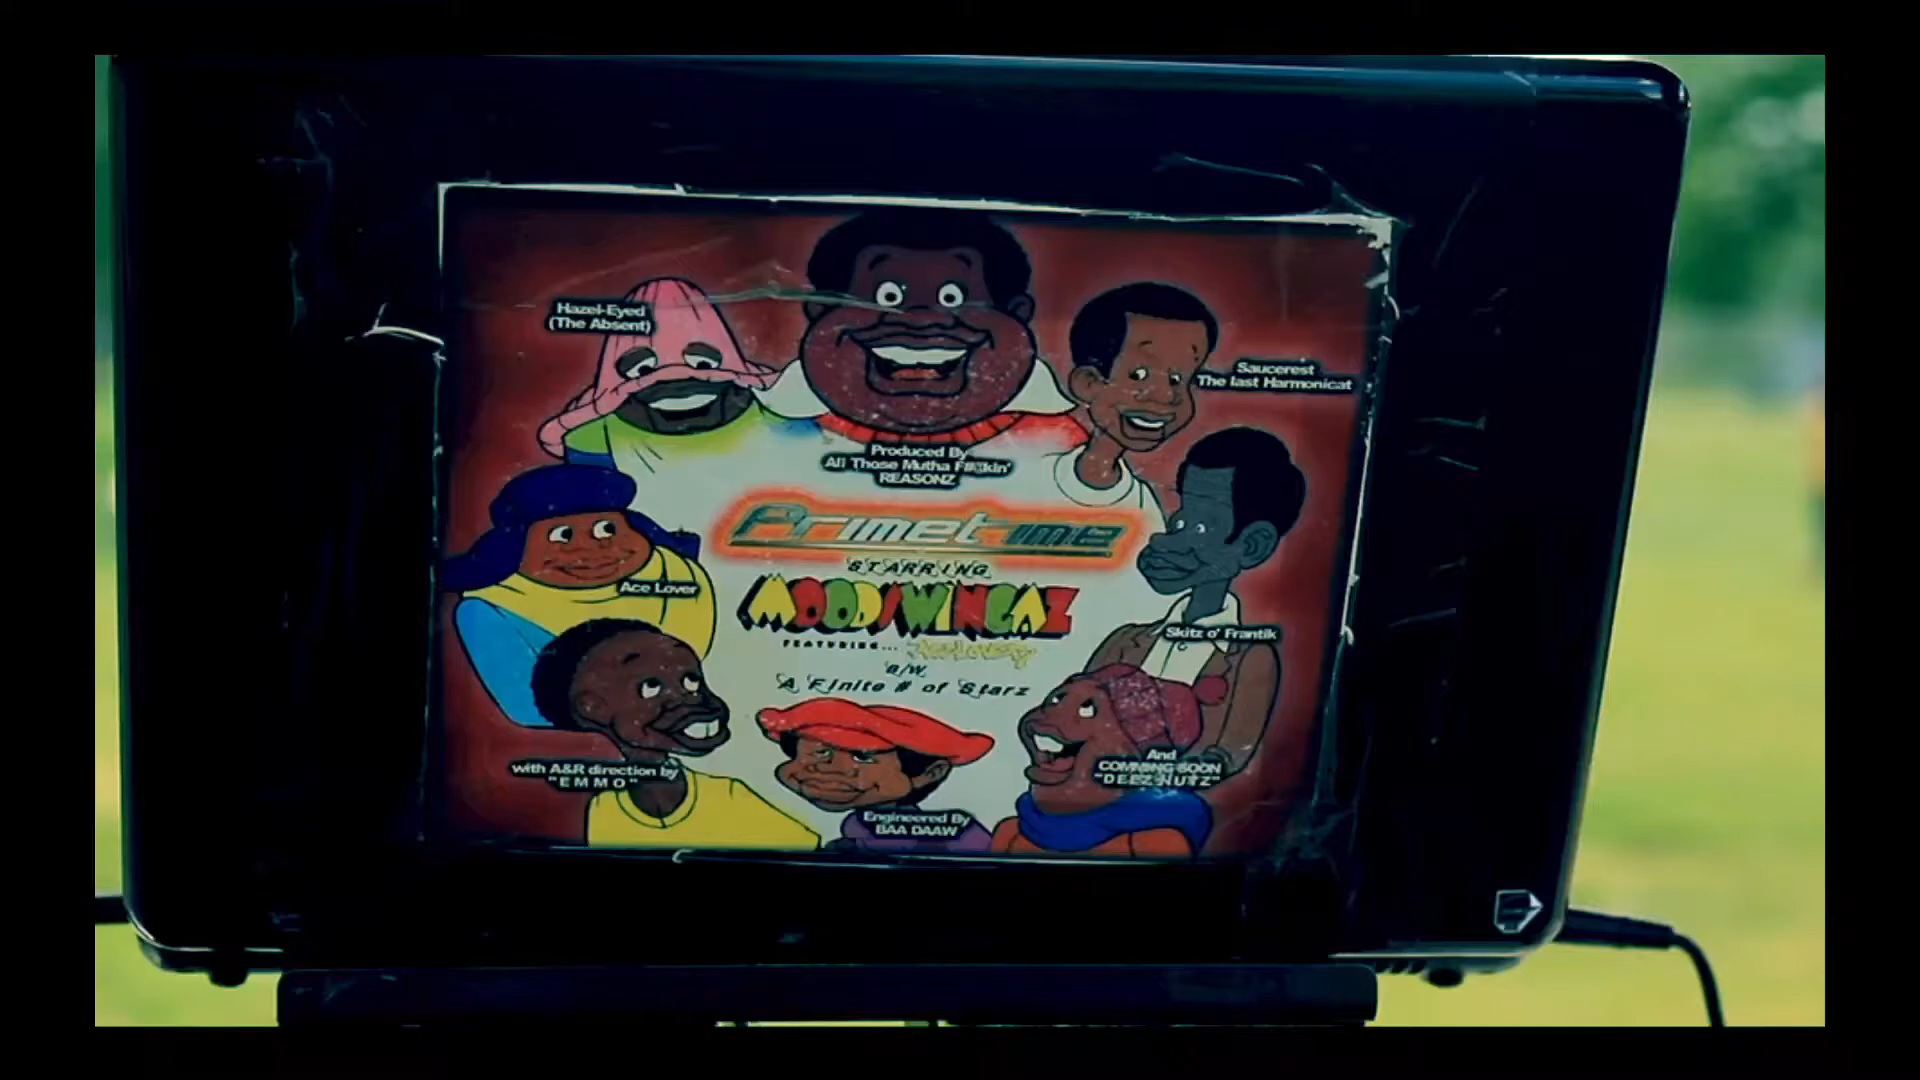 Hazel-Eyed
(The Absent)
Saucerest
The last Harmonicat
Produced By
All Those Mutha F#@kin'
REASONZ
Primetime
STARRING
Ace Lover
MOODSWINGAZ
FEATURING...
Skitz o' Frantik
B/W
A Finite # of Starz
with A&R direction by
"EMMO"
And
COMMING SOON
"DEEZ NUTZ"
Engineered By
BAA DAAW